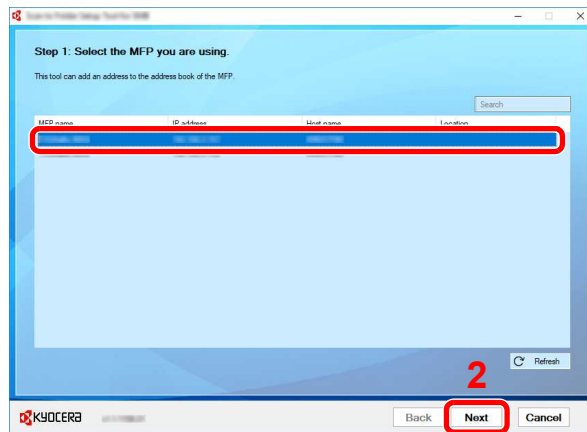 Step 1: Select the MFP you are using.
This tool can add an address to the address book of the MFP.
Search
MFP name IP address Host name Location
Refresh
2
KYOCERA Back Next Cancel